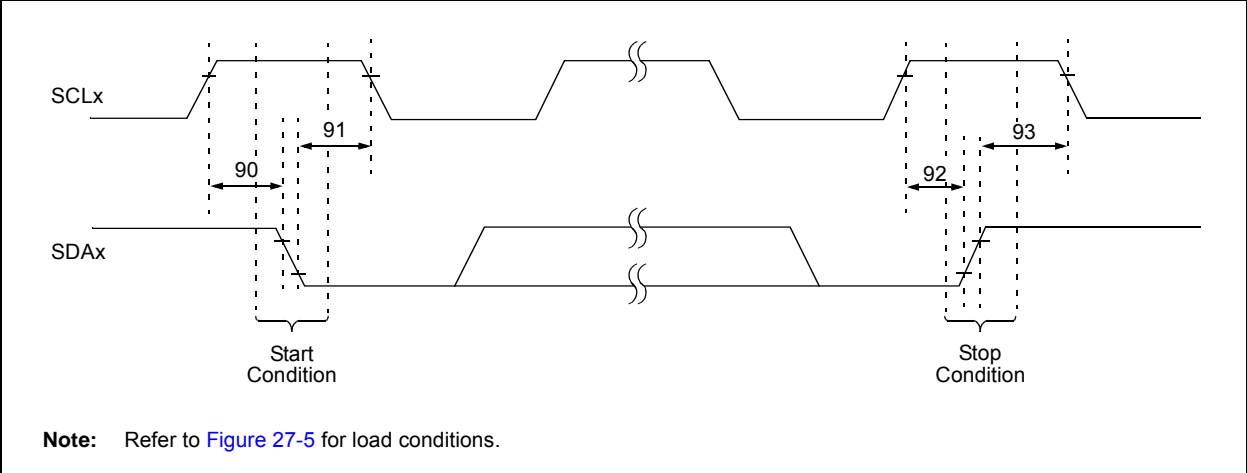 SCLx
91
93
90
92
SDAx
Start
Condition
Stop
Condition
Note: Refer to Figure 27-5 for load conditions.